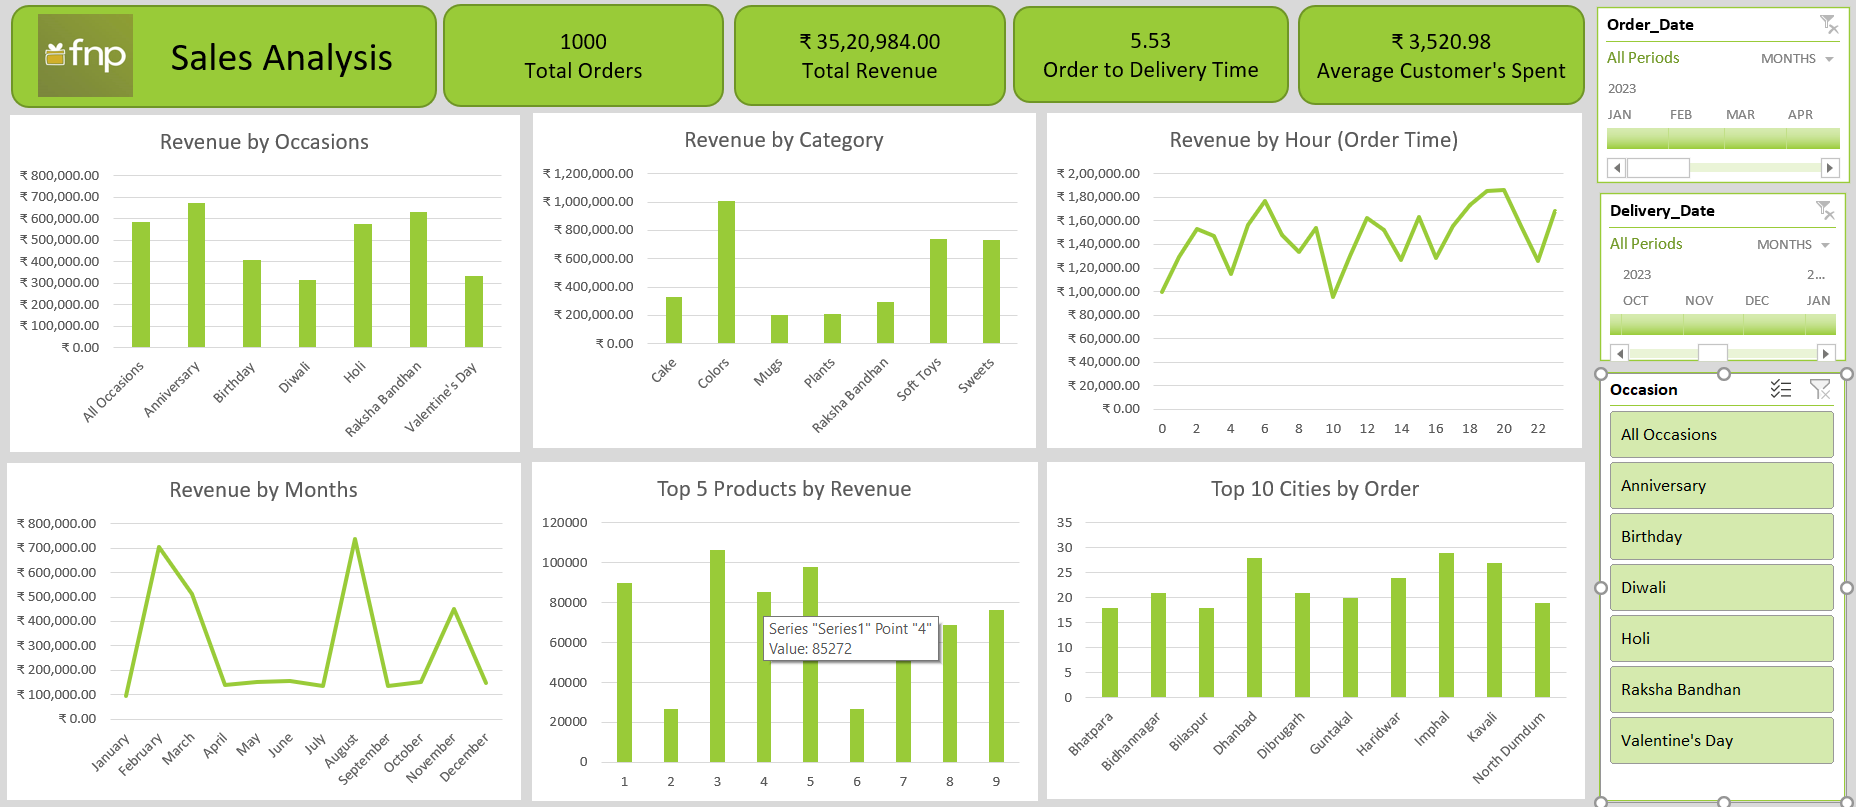 fnp
Sales Analysis
1000
Total Orders
₹ 35,20,984.00
Total Revenue
5.53
Order to Delivery Time
₹ 3,520.98
Average Customer's Spent
Order_Date
All Periods
MONTHS
2023
JAN FEB MAR APR
Delivery_Date
All Periods
MONTHS
2023 2...
OCT NOV DEC JAN
Occasion
All Occasions
Anniversary
Birthday
Diwali
Holi
Raksha Bandhan
Valentine's Day
Revenue by Occasions
₹ 800,000.00
₹ 700,000.00
₹ 600,000.00
₹ 500,000.00
₹ 400,000.00
₹ 300,000.00
₹ 200,000.00
₹ 100,000.00
₹ 0.00
All Occasions
Anniversary
Birthday
Diwali
Holi
Raksha Bandhan
Valentine's Day
Revenue by Category
₹ 1,200,000.00
₹ 1,000,000.00
₹ 800,000.00
₹ 600,000.00
₹ 400,000.00
₹ 200,000.00
₹ 0.00
Cake
Colors
Mugs
Plants
Raksha Bandhan
Soft Toys
Sweets
Revenue by Hour (Order Time)
₹ 2,00,000.00
₹ 1,80,000.00
₹ 1,60,000.00
₹ 1,40,000.00
₹ 1,20,000.00
₹ 1,00,000.00
₹ 80,000.00
₹ 60,000.00
₹ 40,000.00
₹ 20,000.00
₹ 0.00
0 2 4 6 8 10 12 14 16 18 20 22
Revenue by Months
₹ 800,000.00
₹ 700,000.00
₹ 600,000.00
₹ 500,000.00
₹ 400,000.00
₹ 300,000.00
₹ 200,000.00
₹ 100,000.00
₹ 0.00
January
February
March
April
May
June
July
August
September
October
November
December
Top 5 Products by Revenue
120000
100000
80000
60000
40000
20000
0
1 2 3 4 5 6 7 8 9
Series "Series1" Point "4"
Value: 85272
Top 10 Cities by Order
35
30
25
20
15
10
5
0
Bhatpara
Bidhannagar
Bilaspur
Dhanbad
Dibrugarh
Guntakal
Haridwar
Imphal
Kavali
North Dumdum